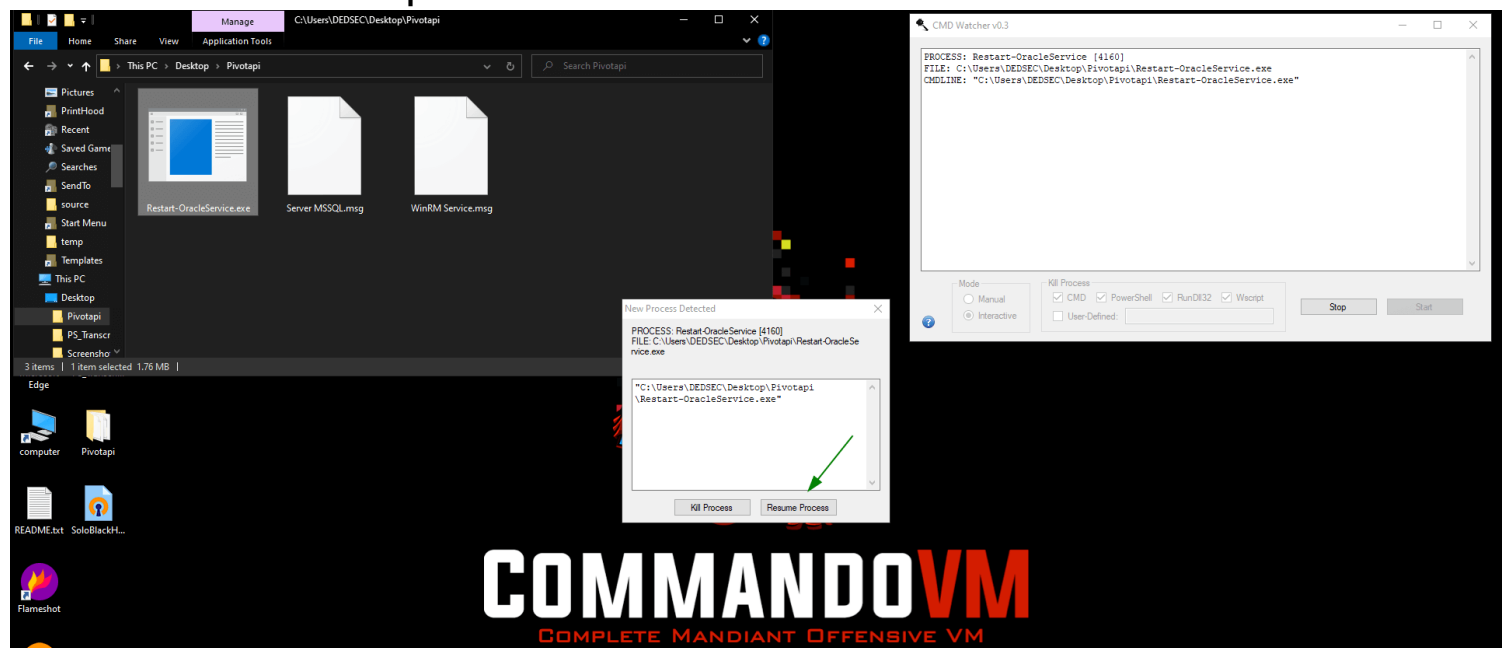 Manage
C:\Users\DEDSEC\Desktop\Pivotapi
File
Home
Share
View
Application Tools
This PC > Desktop > Pivotapi
Search Pivotapi
Pictures
PrintHood
Recent
Saved Game
Searches
SendTo
source
Start Menu
temp
Templates
This PC
Desktop
Pivotapi
PS_Transcr
Screensho
Restart-OracleService.exe
Server MSSQL.msg
WinRM Service.msg
3 items
1 item selected 1.76 MB
Edge
computer
Pivotapi
README.txt
SoloBlackH...
Flameshot
New Process Detected
PROCESS: Restart-OracleService [4160]
FILE: C:\Users\DEDSEC\Desktop\Pivotapi\Restart-OracleSe
rvice.exe
"C:\Users\DEDSEC\Desktop\Pivotapi
\Restart-OracleService.exe"
Kill Process
Resume Process
CMD Watcher v0.3
PROCESS: Restart-OracleService [4160]
FILE: C:\Users\DEDSEC\Desktop\Pivotapi\Restart-OracleService.exe
CMDLINE: "C:\Users\DEDSEC\Desktop\Pivotapi\Restart-OracleService.exe"
Mode
Manual
Interactive
Kill Process
CMD
PowerShell
RunDll32
Wscript
User-Defined:
Stop
Start
COMMANDOVM
COMPLETE MANDIANT OFFENSIVE VM